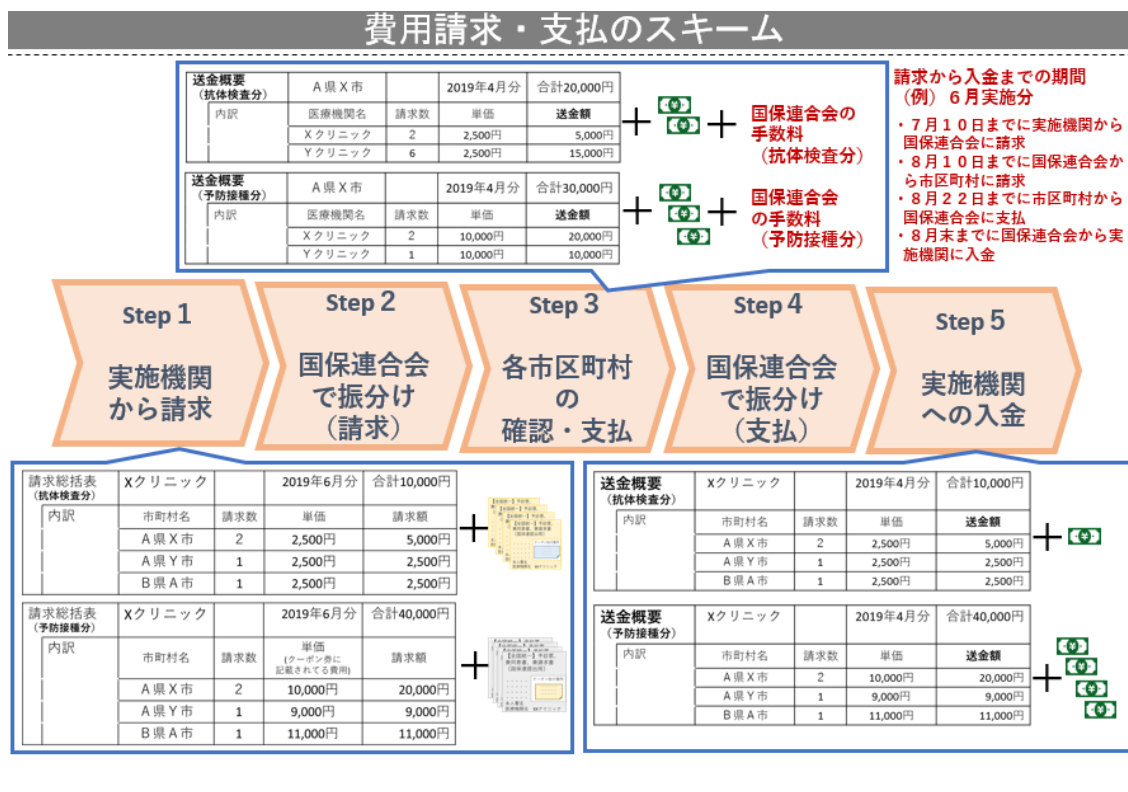 費用請求・支払のスキーム
送金概要 A県X市 2019年4月分 合計20,000円
（抗体検査分）
内訳 医療機関名 請求数 単価 送金額
Xクリニック 2 2,500円 5,000円
Yクリニック 6 2,500円 15,000円
国保連合会の
手数料
（抗体検査分）
送金概要 A県X市 2019年4月分 合計30,000円
（予防接種分）
内訳 医療機関名 請求数 単価 送金額
Xクリニック 2 10,000円 20,000円
Yクリニック 1 10,000円 10,000円
国保連合会
の手数料
（予防接種分）
請求から入金までの期間
（例）６月実施分
・７月１０日までに実施機関から
国保連合会に請求
・８月１０日までに国保連合会か
ら市区町村に請求
・８月２２日までに市区町村から
国保連合会に支払
・８月末までに国保連合会から実
施機関に入金
Step 1
実施機関
から請求
Step 2
国保連合会
で振分け
（請求）
Step 3
各市区町村
の
確認・支払
Step 4
国保連合会
で振分け
（支払）
Step 5
実施機関
への入金
請求総括表 Xクリニック 2019年6月分 合計10,000円
（抗体検査分）
内訳 市町村名 請求数 単価 請求額
A県X市 2 2,500円 5,000円
A県Y市 1 2,500円 2,500円
B県A市 1 2,500円 2,500円
請求総括表 Xクリニック 2019年6月分 合計40,000円
（予防接種分）
内訳 市町村名 請求数 単価 請求額
(クーポン券に
記載されてる費用)
A県X市 2 10,000円 20,000円
A県Y市 1 9,000円 9,000円
B県A市 1 11,000円 11,000円
送金概要 Xクリニック 2019年4月分 合計10,000円
（抗体検査分）
内訳 市町村名 請求数 単価 送金額
A県X市 2 2,500円 5,000円
A県Y市 1 2,500円 2,500円
B県A市 1 2,500円 2,500円
送金概要 Xクリニック 2019年4月分 合計40,000円
（予防接種分）
内訳 市町村名 請求数 単価 送金額
A県X市 2 10,000円 20,000円
A県Y市 1 9,000円 9,000円
B県A市 1 11,000円 11,000円